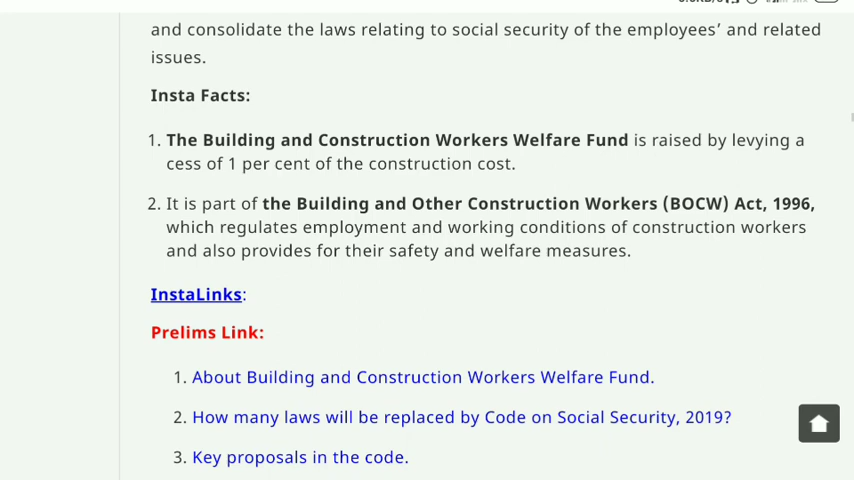 and consolidate the laws relating to social security of the employees’ and related
issues.
Insta Facts:
1. The Building and Construction Workers Welfare Fund is raised by levying a
cess of 1 per cent of the construction cost.
2. It is part of the Building and Other Construction Workers (BOCW) Act, 1996,
which regulates employment and working conditions of construction workers
and also provides for their safety and welfare measures.
InstaLinks:
Prelims Link:
1. About Building and Construction Workers Welfare Fund.
2. How many laws will be replaced by Code on Social Security, 2019?
3. Key proposals in the code.